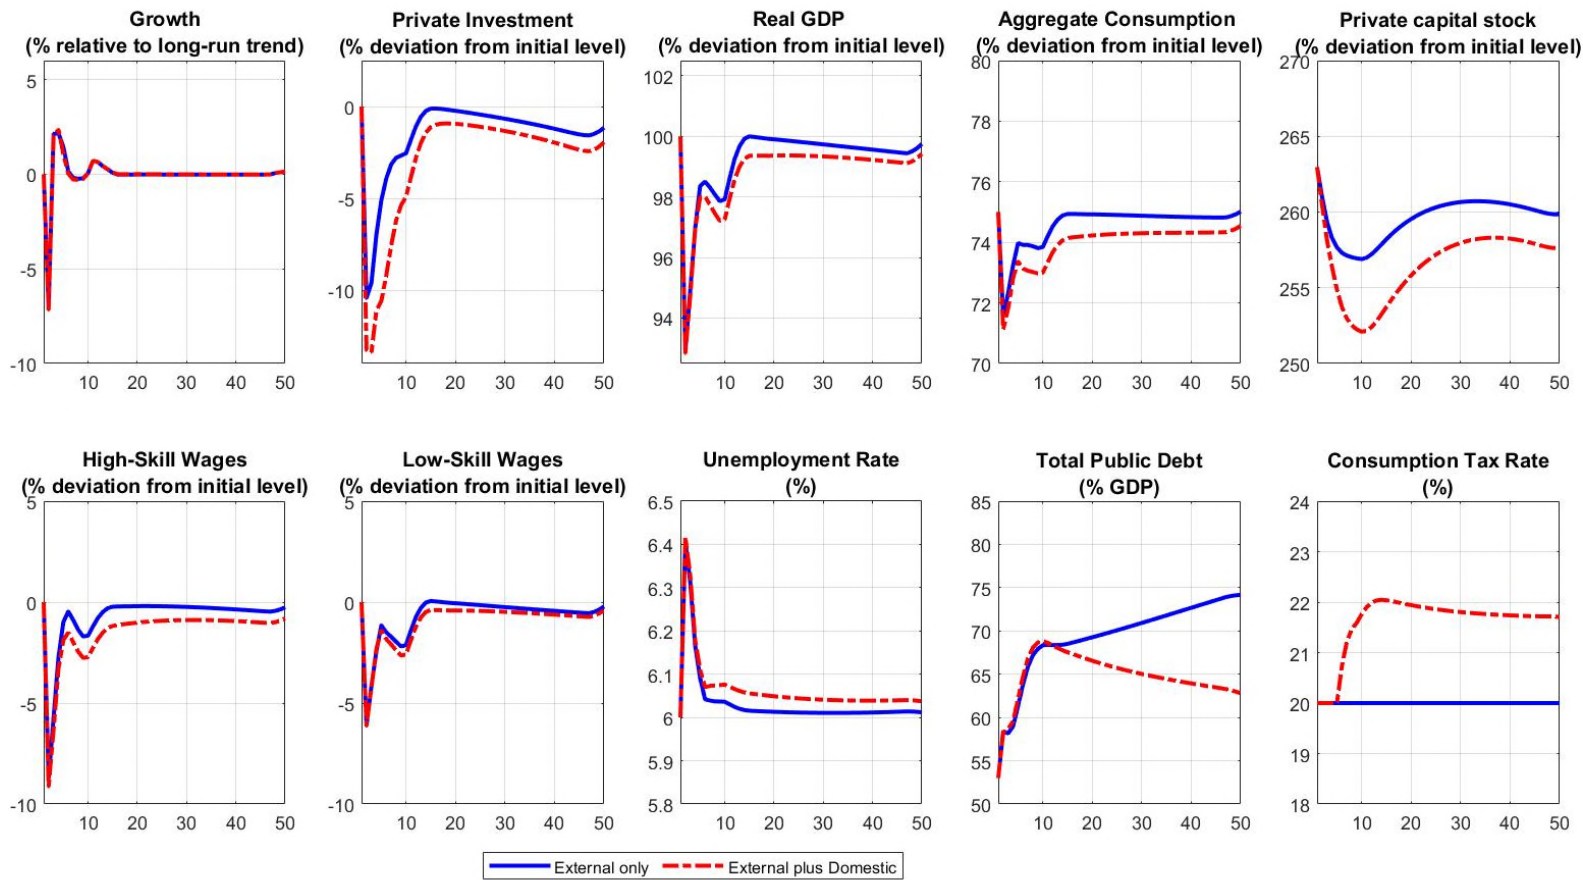 Growth
(% relative to long-run trend)
5
0
-5
-10
10 20 30 40 50
Private Investment
(% deviation from initial level)
0
-5
-10
10 20 30 40 50
Real GDP
(% deviation from initial level)
102
100
98
96
94
10 20 30 40 50
Aggregate Consumption
(% deviation from initial level)
80
78
76
74
72
70
10 20 30 40 50
Private capital stock
(% deviation from initial level)
270
265
260
255
250
10 20 30 40 50
High-Skill Wages
(% deviation from initial level)
5
0
-5
-10
10 20 30 40 50
Low-Skill Wages
(% deviation from initial level)
5
0
-5
-10
10 20 30 40 50
Unemployment Rate
(%)
6.5
6.4
6.3
6.2
6.1
6
5.9
5.8
10 20 30 40 50
Total Public Debt
(% GDP)
85
80
75
70
65
60
55
50
10 20 30 40 50
Consumption Tax Rate
(%)
24
23
22
21
20
19
18
10 20 30 40 50
External only External plus Domestic